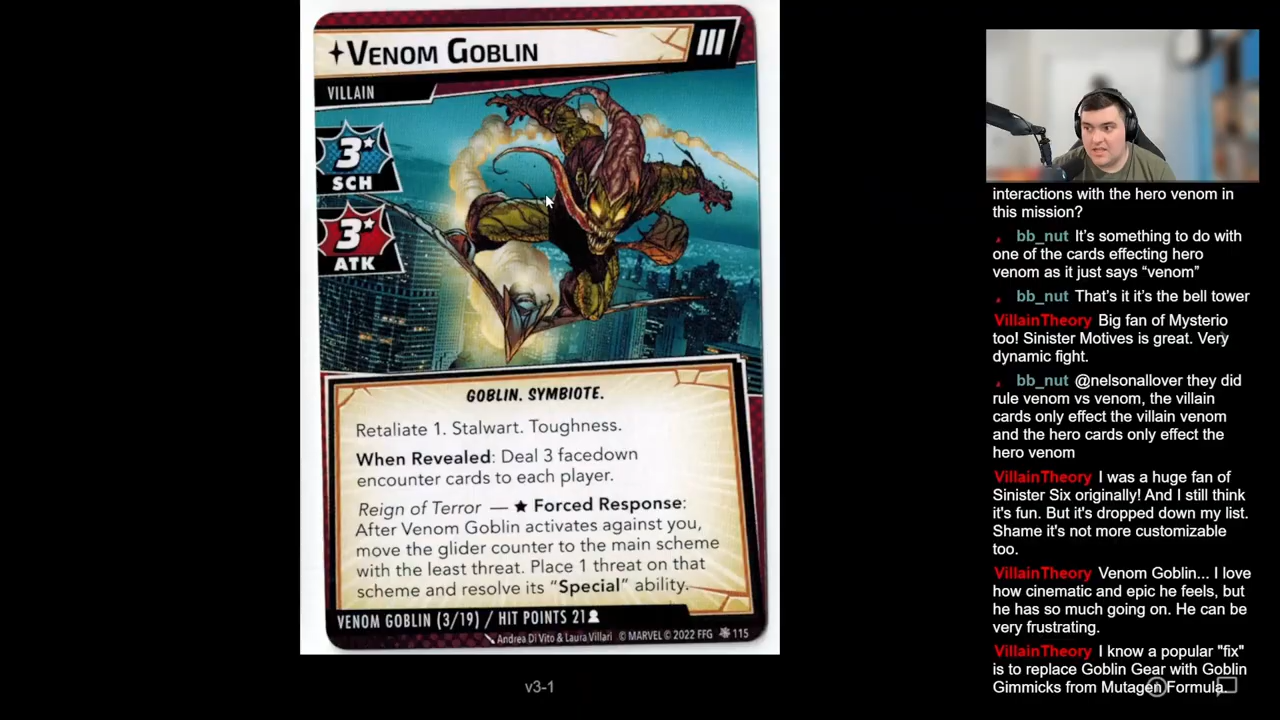 VENOM GOBLIN
III
VILLAIN
3
SCH
3
ATK
GOBLIN. SYMBIOTE.
Retaliate 1. Stalwart. Toughness.
When Revealed: Deal 3 facedown
encounter cards to each player.
Reign of Terror — ★ Forced Response:
After Venom Goblin activates against you,
move the glider counter to the main scheme
with the least threat. Place 1 threat on that
scheme and resolve its “Special” ability.
VENOM GOBLIN (3/19) / HIT POINTS 21
Andrea Di Vito & Laura Villari © MARVEL © 2022 FFG 115
v3-1
interactions with the hero venom in
this mission?
bb_nut It’s something to do with
one of the cards effecting hero
venom as it just says “venom”
bb_nut That’s it it’s the bell tower
VillainTheory Big fan of Mysterio
too! Sinister Motives is great. Very
dynamic fight.
bb_nut @nelsonallover they did
rule venom vs venom, the villain
cards only effect the villain venom
and the hero cards only effect the
hero venom
VillainTheory I was a huge fan of
Sinister Six originally! And I still think
it's fun. But it's dropped down my list.
Shame it's not more customizable
too.
VillainTheory Venom Goblin... I love
how cinematic and epic he feels, but
he has so much going on. He can be
very frustrating.
VillainTheory I know a popular "fix"
is to replace Goblin Gear with Goblin
Gimmicks from Mutagen Formula.